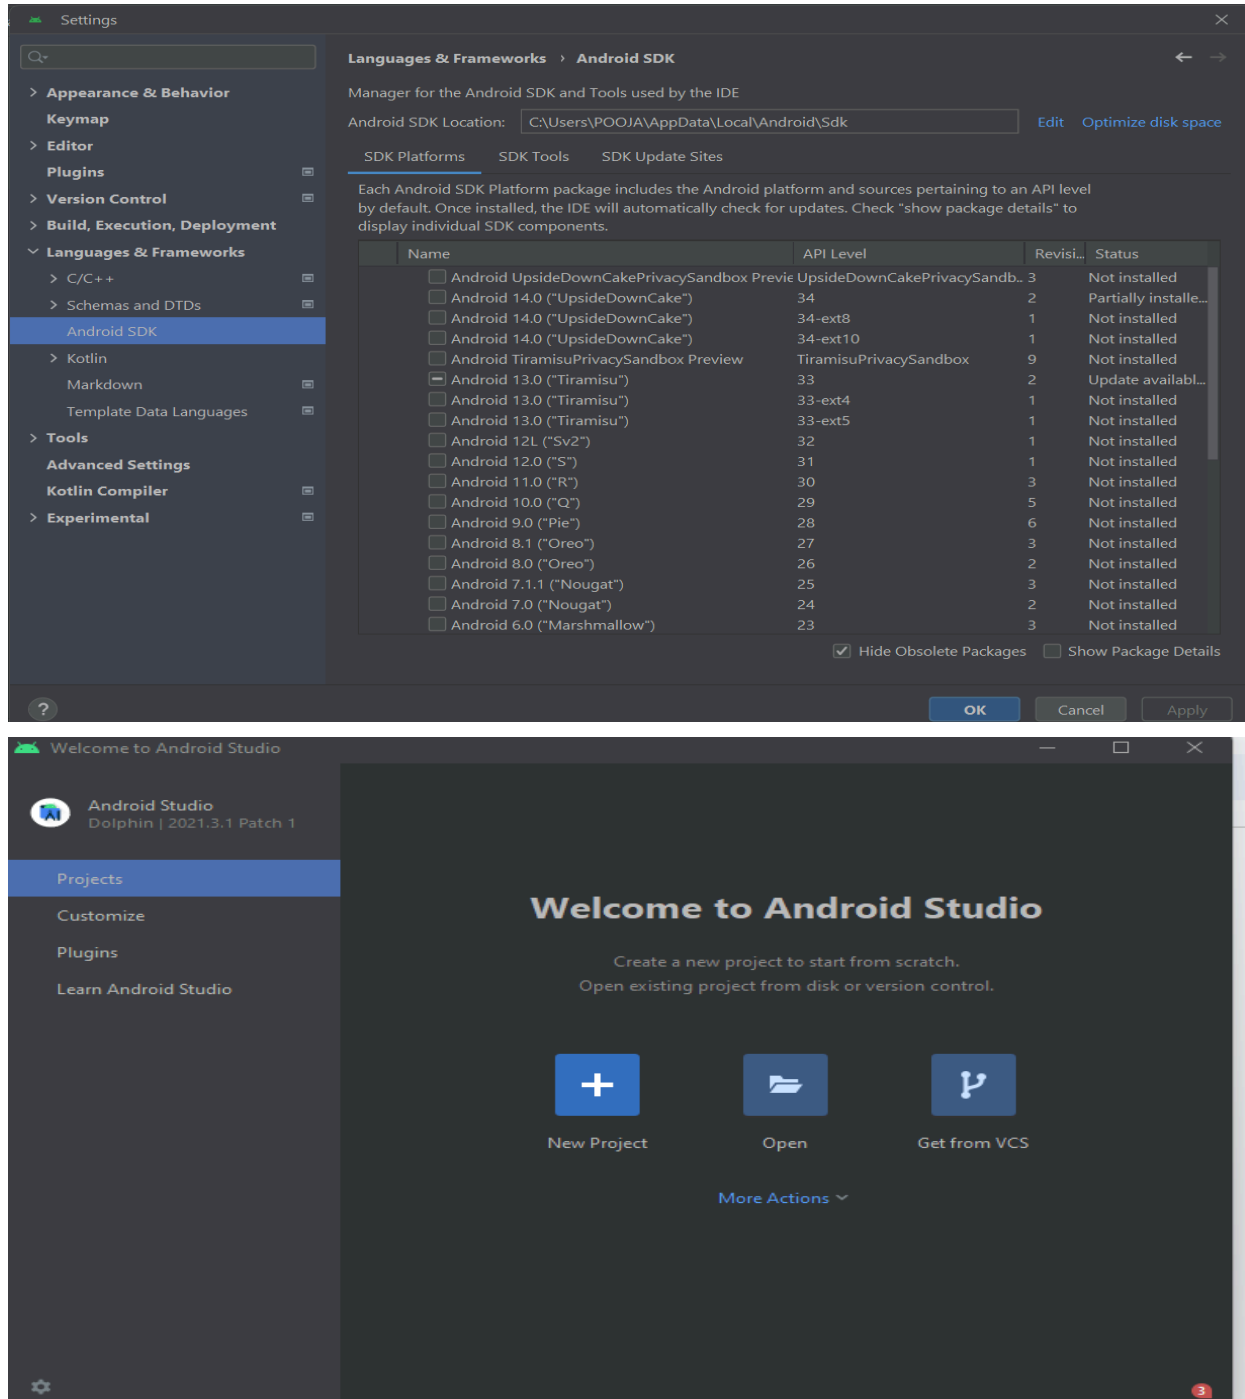 Settings
Languages & Frameworks › Android SDK
Appearance & Behavior
Keymap
Editor
Plugins
Version Control
Build, Execution, Deployment
Languages & Frameworks
C/C++
Schemas and DTDs
Android SDK
Kotlin
Markdown
Template Data Languages
Tools
Advanced Settings
Kotlin Compiler
Experimental
Manager for the Android SDK and Tools used by the IDE
Android SDK Location: C:\Users\POOJA\AppData\Local\Android\Sdk Edit Optimize disk space
SDK Platforms SDK Tools SDK Update Sites
Each Android SDK Platform package includes the Android platform and sources pertaining to an API level
by default. Once installed, the IDE will automatically check for updates. Check "show package details" to
display individual SDK components.
Name API Level Revisi... Status
Android UpsideDownCakePrivacySandbox Previe UpsideDownCakePrivacySandb.. 3 Not installed
Android 14.0 ("UpsideDownCake") 34 2 Partially installe...
Android 14.0 ("UpsideDownCake") 34-ext8 1 Not installed
Android 14.0 ("UpsideDownCake") 34-ext10 1 Not installed
Android TiramisuPrivacySandbox Preview TiramisuPrivacySandbox 9 Not installed
Android 13.0 ("Tiramisu") 33 2 Update availabl...
Android 13.0 ("Tiramisu") 33-ext4 1 Not installed
Android 13.0 ("Tiramisu") 33-ext5 1 Not installed
Android 12L ("Sv2") 32 1 Not installed
Android 12.0 ("S") 31 1 Not installed
Android 11.0 ("R") 30 3 Not installed
Android 10.0 ("Q") 29 5 Not installed
Android 9.0 ("Pie") 28 6 Not installed
Android 8.1 ("Oreo") 27 3 Not installed
Android 8.0 ("Oreo") 26 2 Not installed
Android 7.1.1 ("Nougat") 25 3 Not installed
Android 7.0 ("Nougat") 24 2 Not installed
Android 6.0 ("Marshmallow") 23 3 Not installed
Hide Obsolete Packages Show Package Details
? OK Cancel Apply
Welcome to Android Studio
Android Studio
Dolphin | 2021.3.1 Patch 1
Projects
Customize
Plugins
Learn Android Studio
Welcome to Android Studio
Create a new project to start from scratch.
Open existing project from disk or version control.
New Project Open Get from VCS
More Actions
3